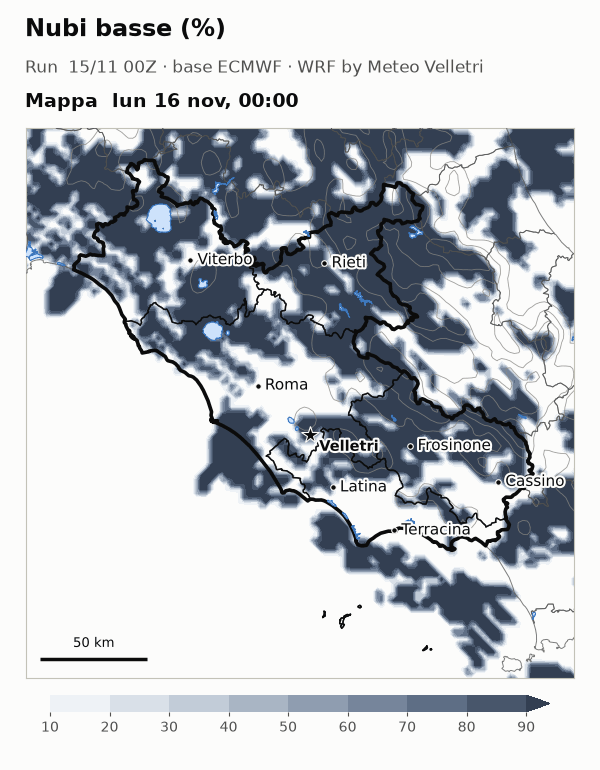 Nubi basse (%)
Run 15/11 00Z · base ECMWF · WRF by Meteo Velletri
Mappa lun 16 nov, 00:00
Viterbo
Rieti
Roma
Velletri
Frosinone
Latina
Cassino
Terracina
50 km
10 20 30 40 50 60 70 80 90